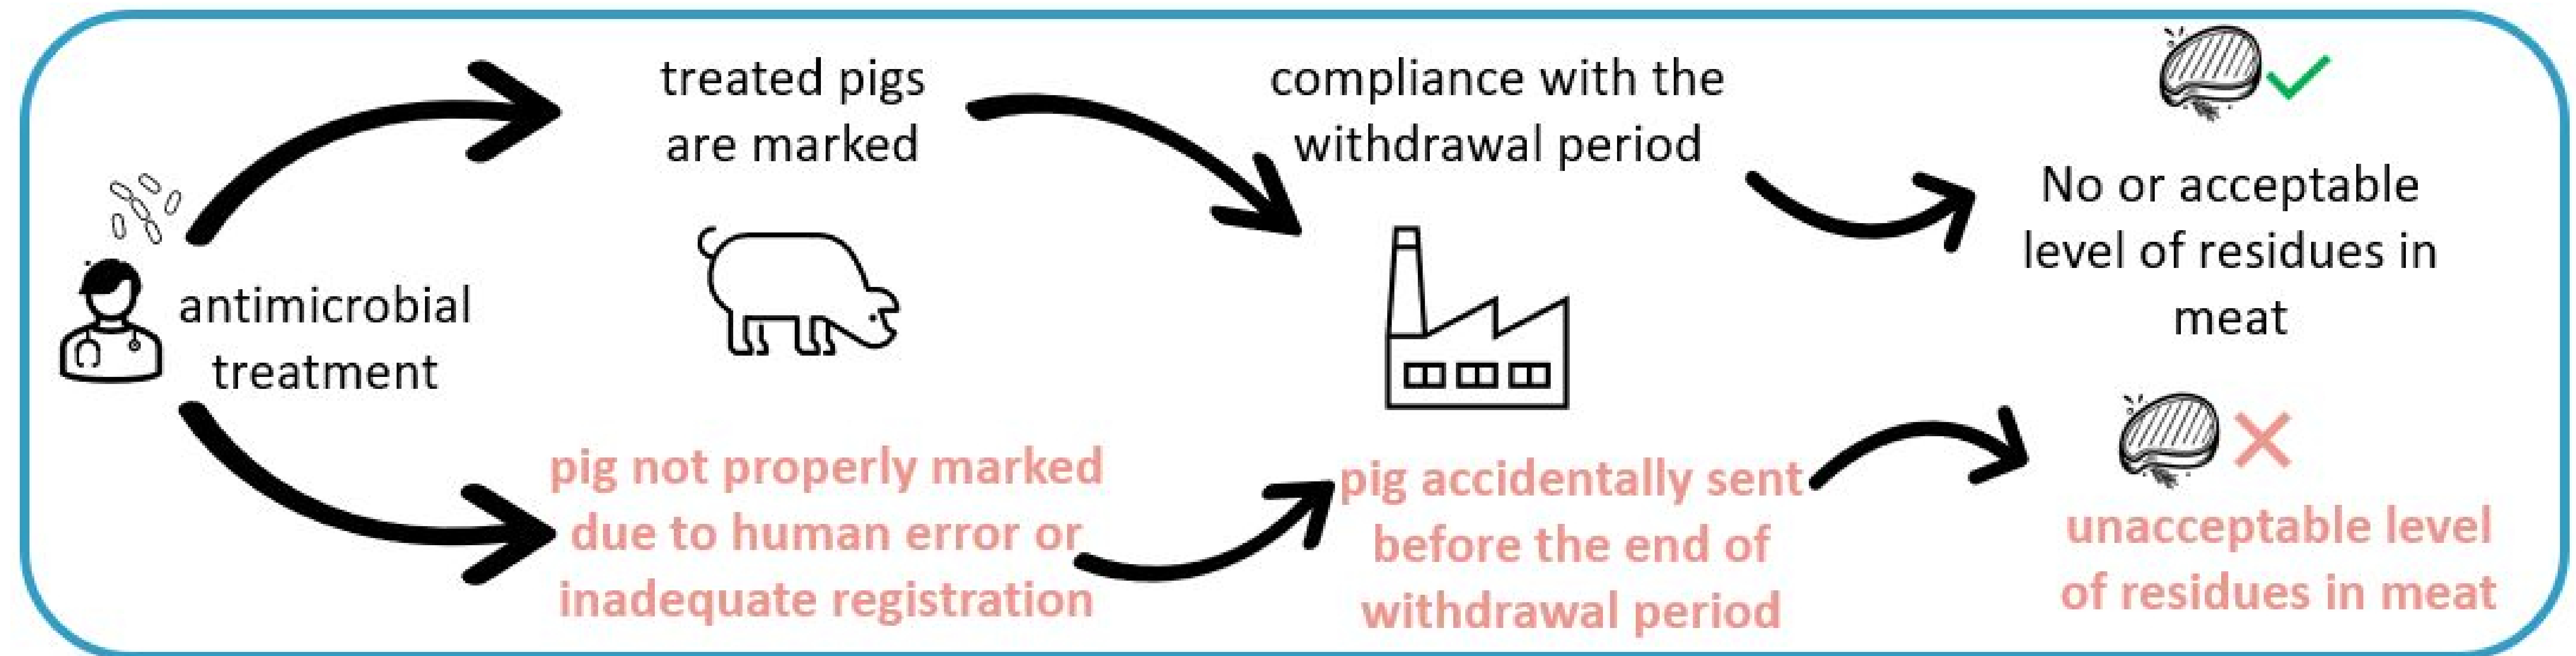 antimicrobial
treatment
treated pigs
are marked
compliance with the
withdrawal period
No or acceptable
level of residues in
meat
pig not properly marked
due to human error or
inadequate registration
pig accidentally sent
before the end of
withdrawal period
unacceptable level
of residues in meat